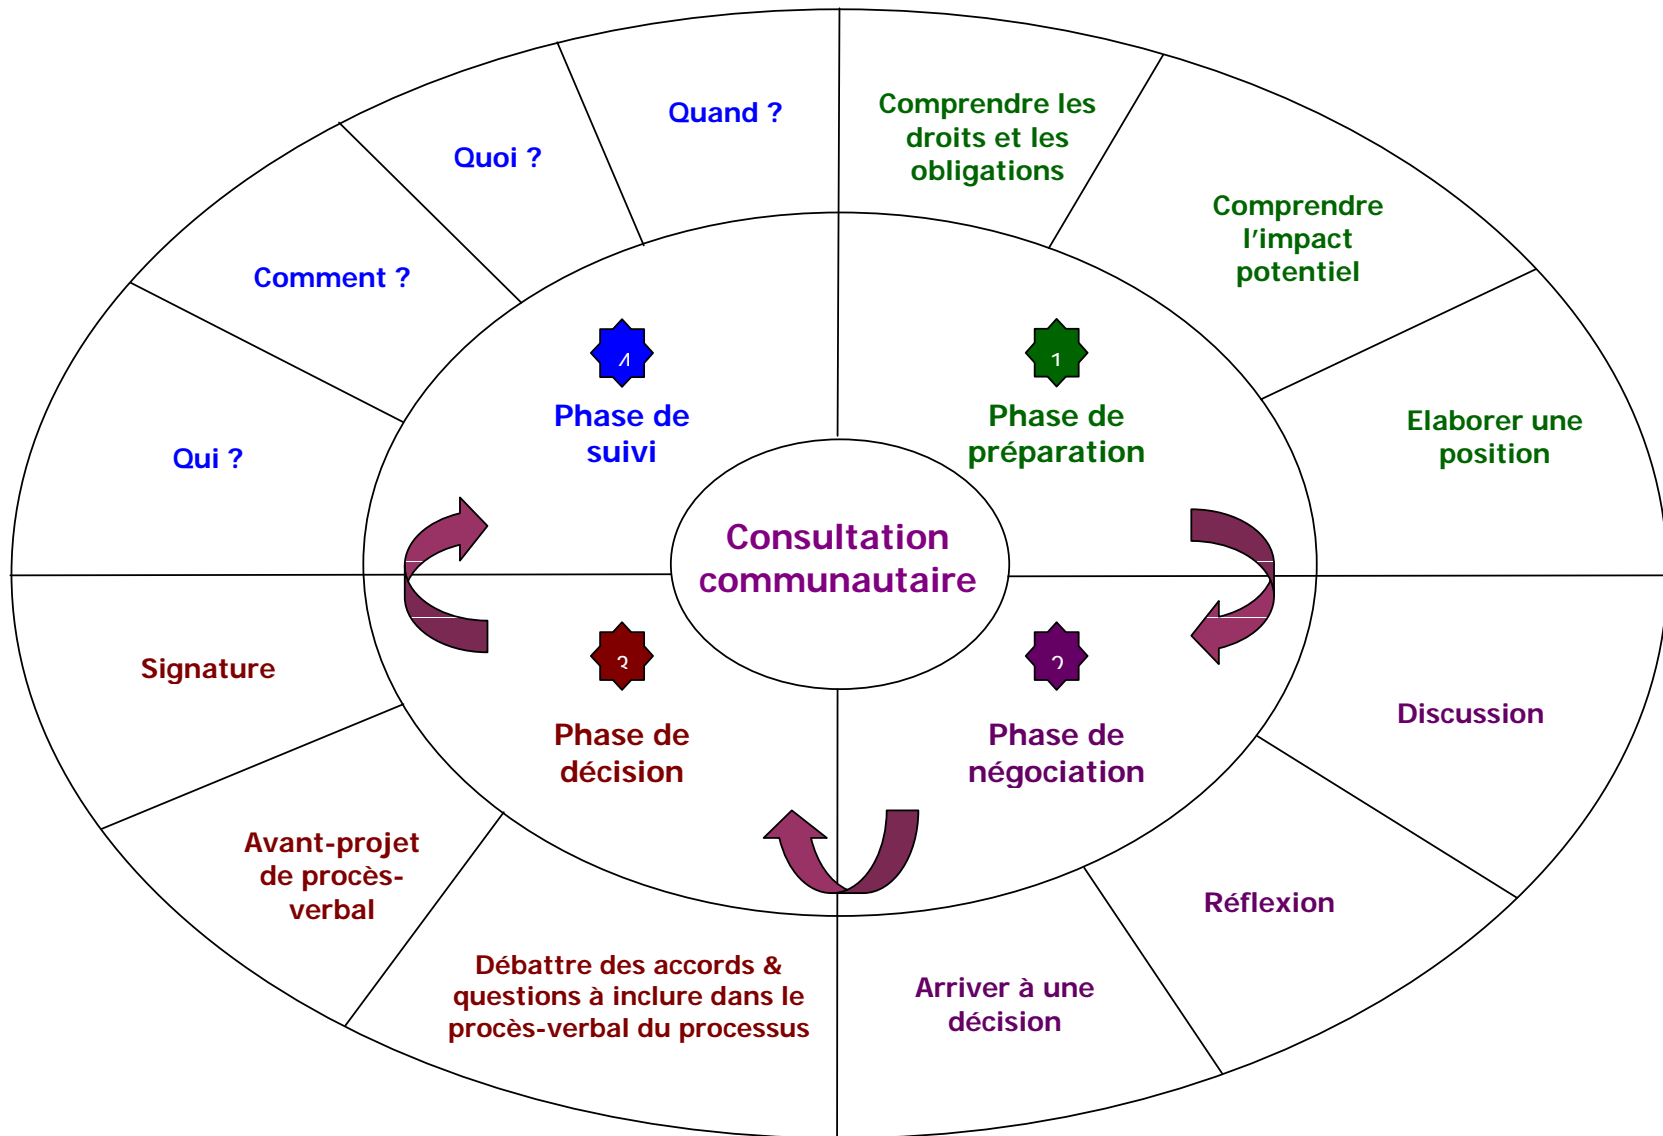 Quand ?
Comprendre les
droits et les
obligations
Quoi ?
Comprendre
l'impact
potentiel
Comment ?
Qui ?
Elaborer une
position
4
Phase de
suivi
1
Phase de
préparation
Consultation
communautaire
3
Phase de
décision
2
Phase de
négociation
Signature
Discussion
Avant-projet
de procès-
verbal
Réflexion
Débattre des accords &
questions à inclure dans le
procès-verbal du processus
Arriver à une
décision